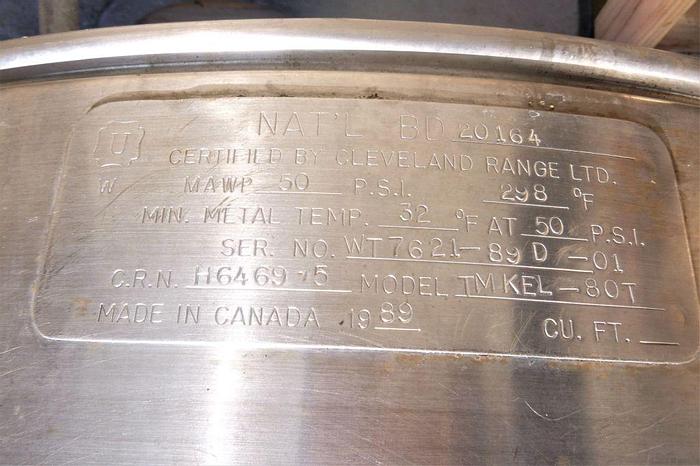 NAT'L BD 20164
U
CERTIFIED BY CLEVELAND RANGE LTD.
W MAWP 50 P.S.I. 298 °F
MIN. METAL TEMP. 32 °F AT 50 P.S.I.
SER. NO. WT7621-89D-01
C.R.N. H6469-5 MODEL TMKEL-80T
MADE IN CANADA 1989 CU. FT.